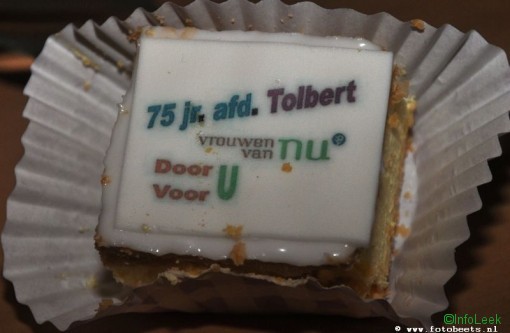 75 jr. afd. Tolbert
vrouwen
van nu
Door
Voor U
©InfoLeek
© www.fotobeets.nl